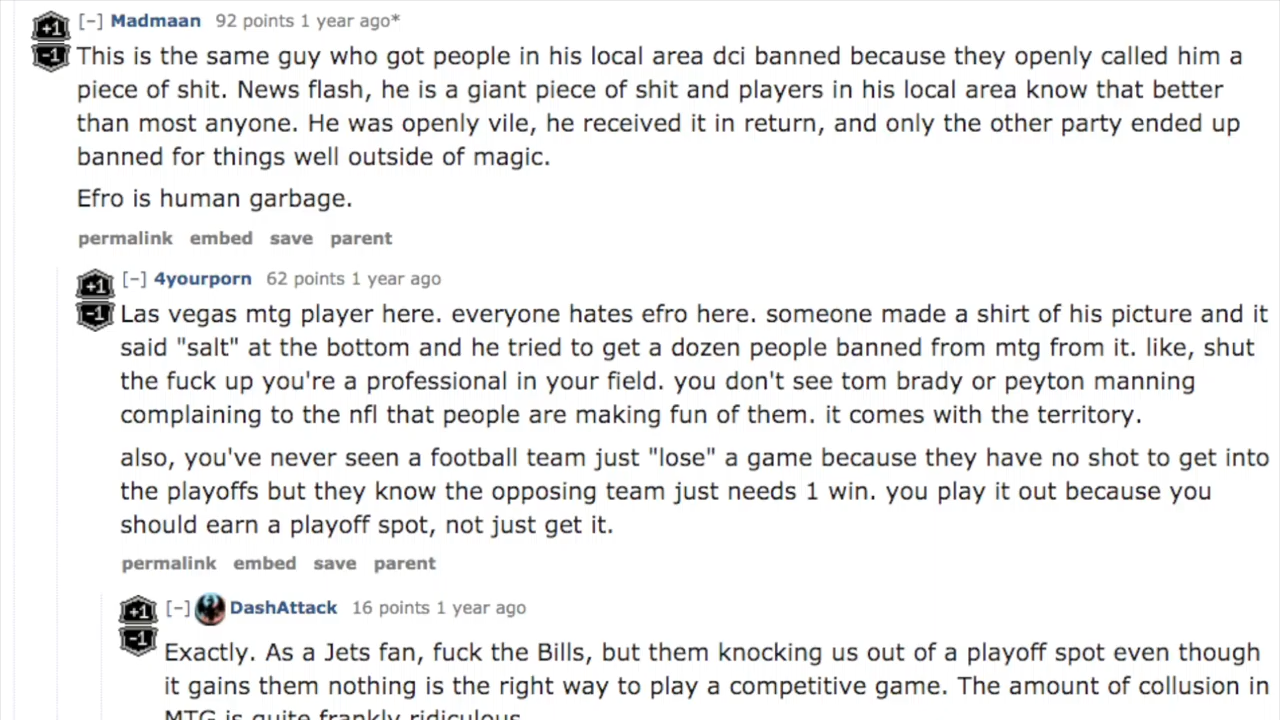 +1 [-] Madmaan 92 points 1 year ago*
-1 This is the same guy who got people in his local area dci banned because they openly called him a
piece of shit. News flash, he is a giant piece of shit and players in his local area know that better
than most anyone. He was openly vile, he received it in return, and only the other party ended up
banned for things well outside of magic.
Efro is human garbage.
permalink embed save parent
+1 [-] 4yourporn 62 points 1 year ago
-1 Las vegas mtg player here. everyone hates efro here. someone made a shirt of his picture and it
said "salt" at the bottom and he tried to get a dozen people banned from mtg from it. like, shut
the fuck up you're a professional in your field. you don't see tom brady or peyton manning
complaining to the nfl that people are making fun of them. it comes with the territory.
also, you've never seen a football team just "lose" a game because they have no shot to get into
the playoffs but they know the opposing team just needs 1 win. you play it out because you
should earn a playoff spot, not just get it.
permalink embed save parent
+1 [-] DashAttack 16 points 1 year ago
-1 Exactly. As a Jets fan, fuck the Bills, but them knocking us out of a playoff spot even though
it gains them nothing is the right way to play a competitive game. The amount of collusion in
MTG is quite frankly ridiculous.